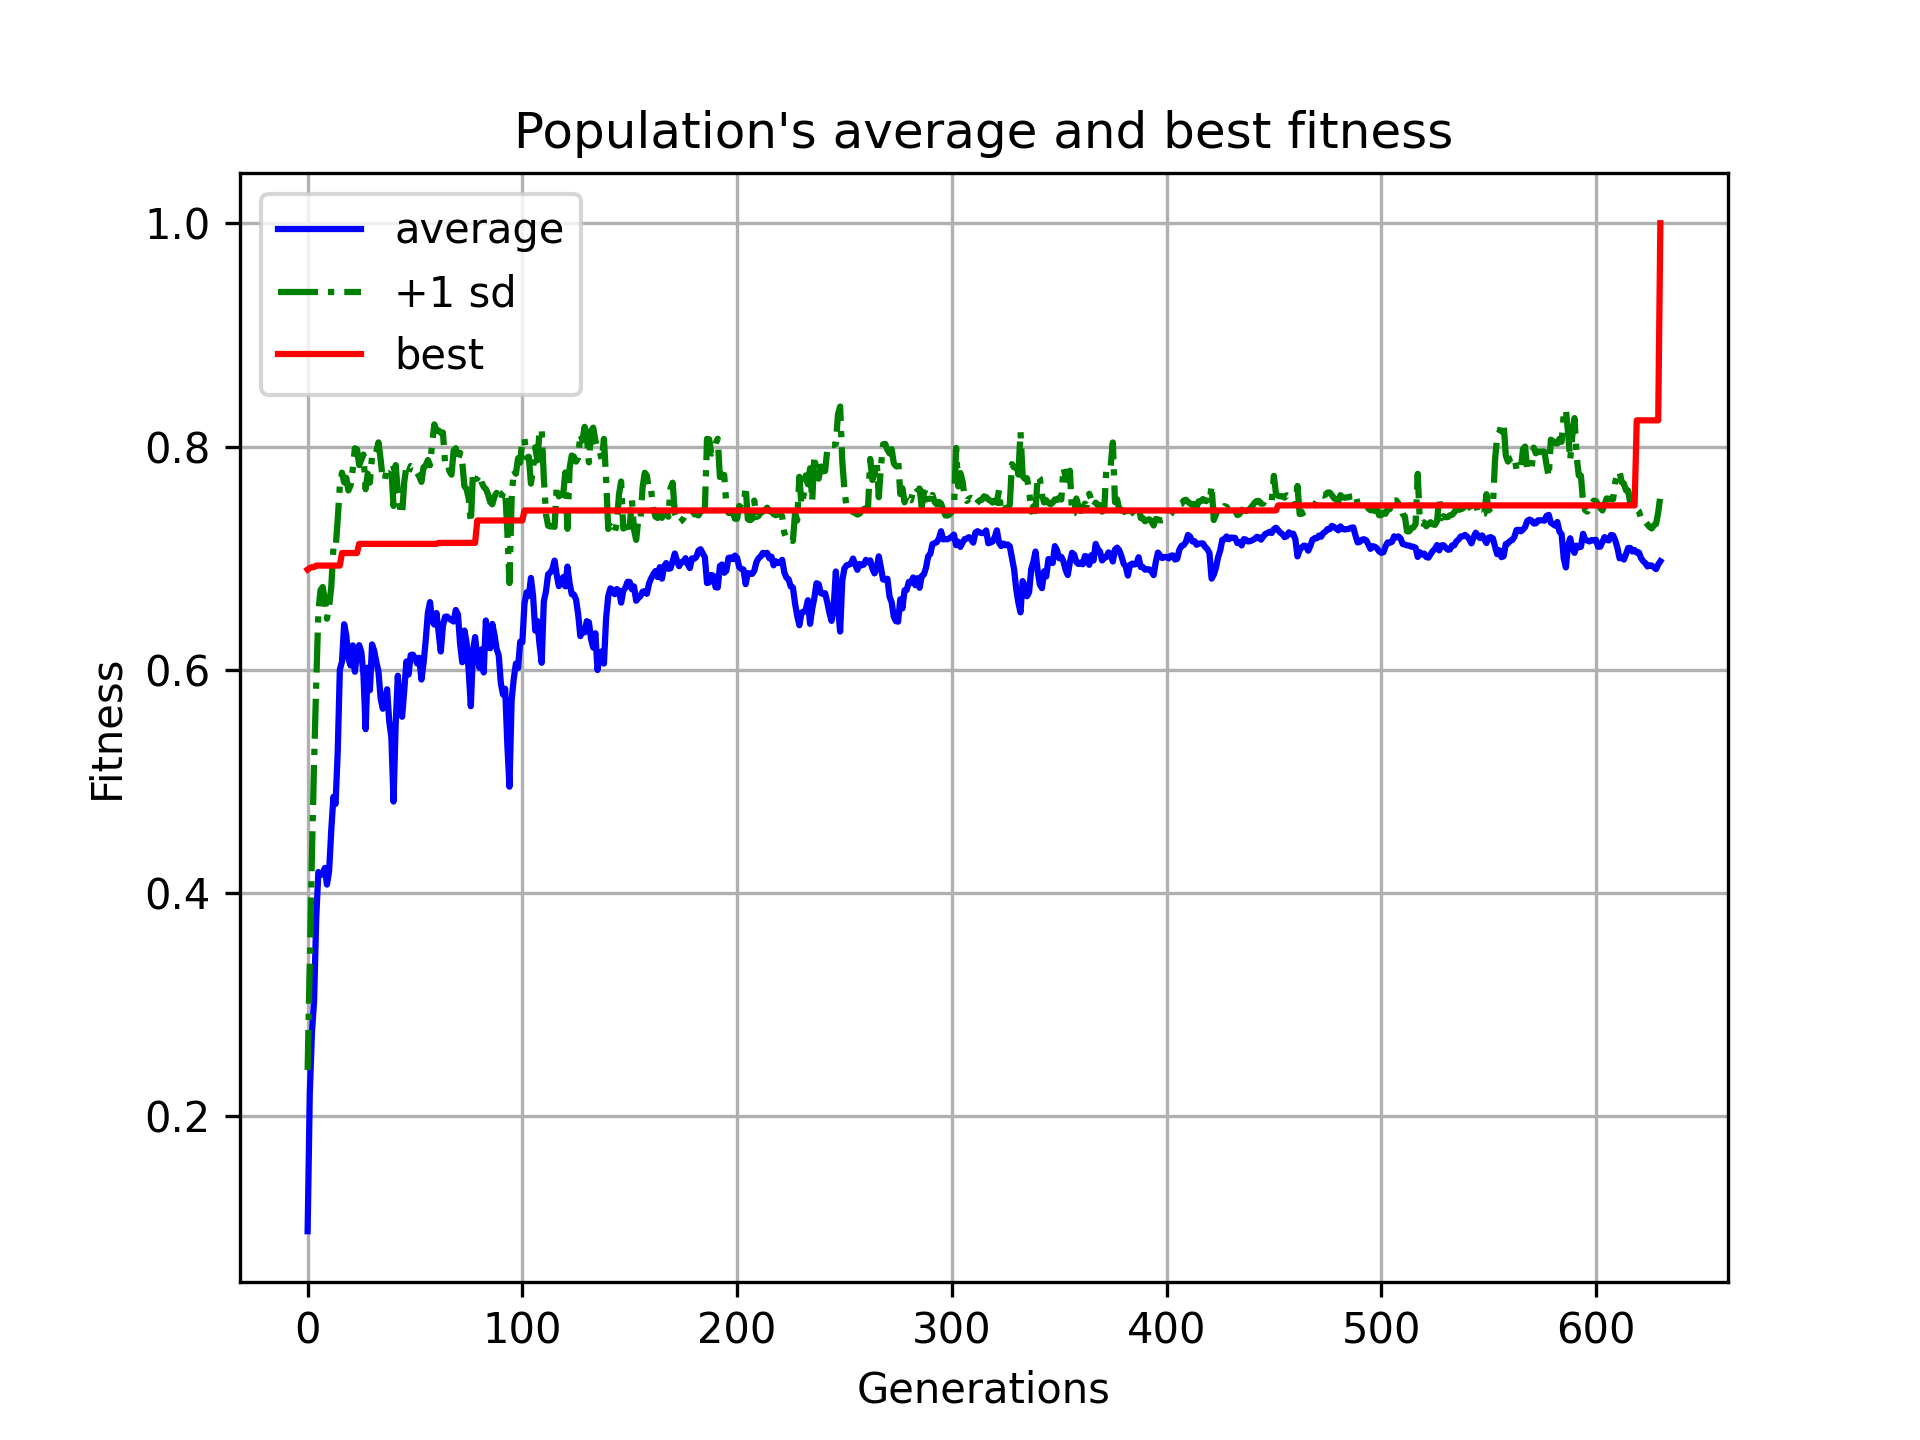 Population's average and best fitness
average
+1 sd
best
1.0
0.8
0.6
0.4
0.2
Fitness
0 100 200 300 400 500 600
Generations